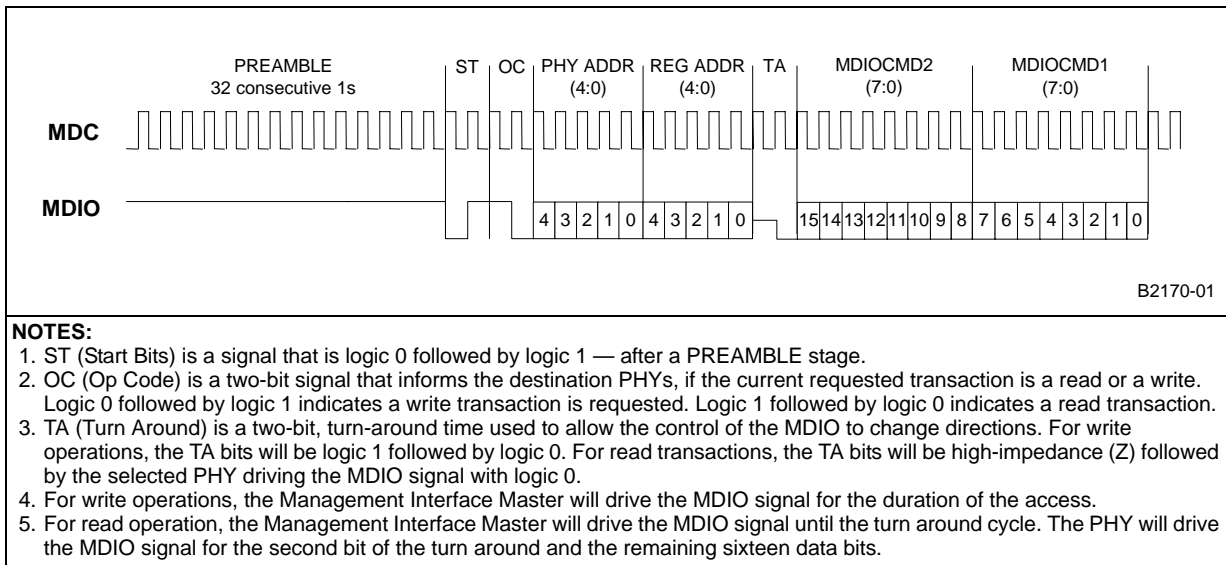 PREAMBLE
32 consecutive 1s
ST
OC
PHY ADDR
(4:0)
REG ADDR
(4:0)
TA
MDIOCMD2
(7:0)
MDIOCMD1
(7:0)
MDC
MDIO
4 3 2 1 0 4 3 2 1 0 15 14 13 12 11 10 9 8 7 6 5 4 3 2 1 0
B2170-01
NOTES:
1. ST (Start Bits) is a signal that is logic 0 followed by logic 1 — after a PREAMBLE stage.
2. OC (Op Code) is a two-bit signal that informs the destination PHYs, if the current requested transaction is a read or a write.
Logic 0 followed by logic 1 indicates a write transaction is requested. Logic 1 followed by logic 0 indicates a read transaction.
3. TA (Turn Around) is a two-bit, turn-around time used to allow the control of the MDIO to change directions. For write
operations, the TA bits will be logic 1 followed by logic 0. For read transactions, the TA bits will be high-impedance (Z) followed
by the selected PHY driving the MDIO signal with logic 0.
4. For write operations, the Management Interface Master will drive the MDIO signal for the duration of the access.
5. For read operation, the Management Interface Master will drive the MDIO signal until the turn around cycle. The PHY will drive
the MDIO signal for the second bit of the turn around and the remaining sixteen data bits.